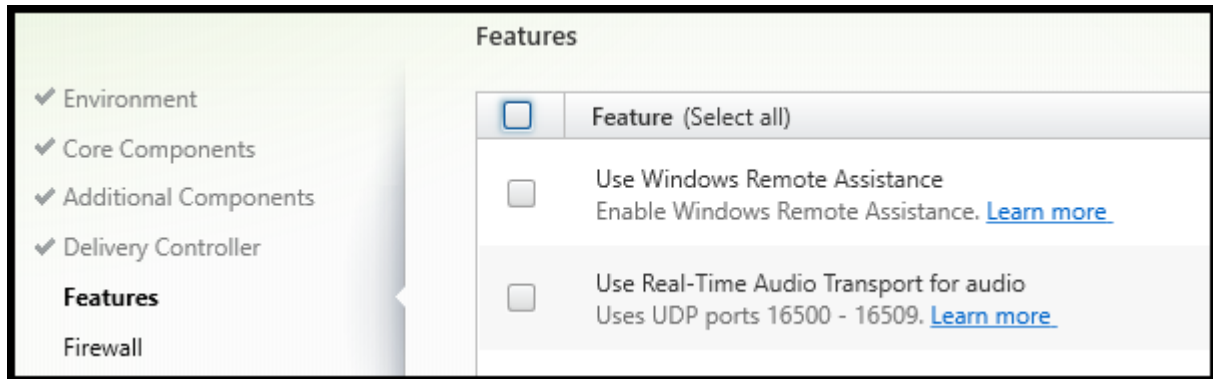 Features
Environment
Core Components
Additional Components
Delivery Controller
Features
Firewall
Feature (Select all)
Use Windows Remote Assistance
Enable Windows Remote Assistance. Learn more
Use Real-Time Audio Transport for audio
Uses UDP ports 16500 - 16509. Learn more